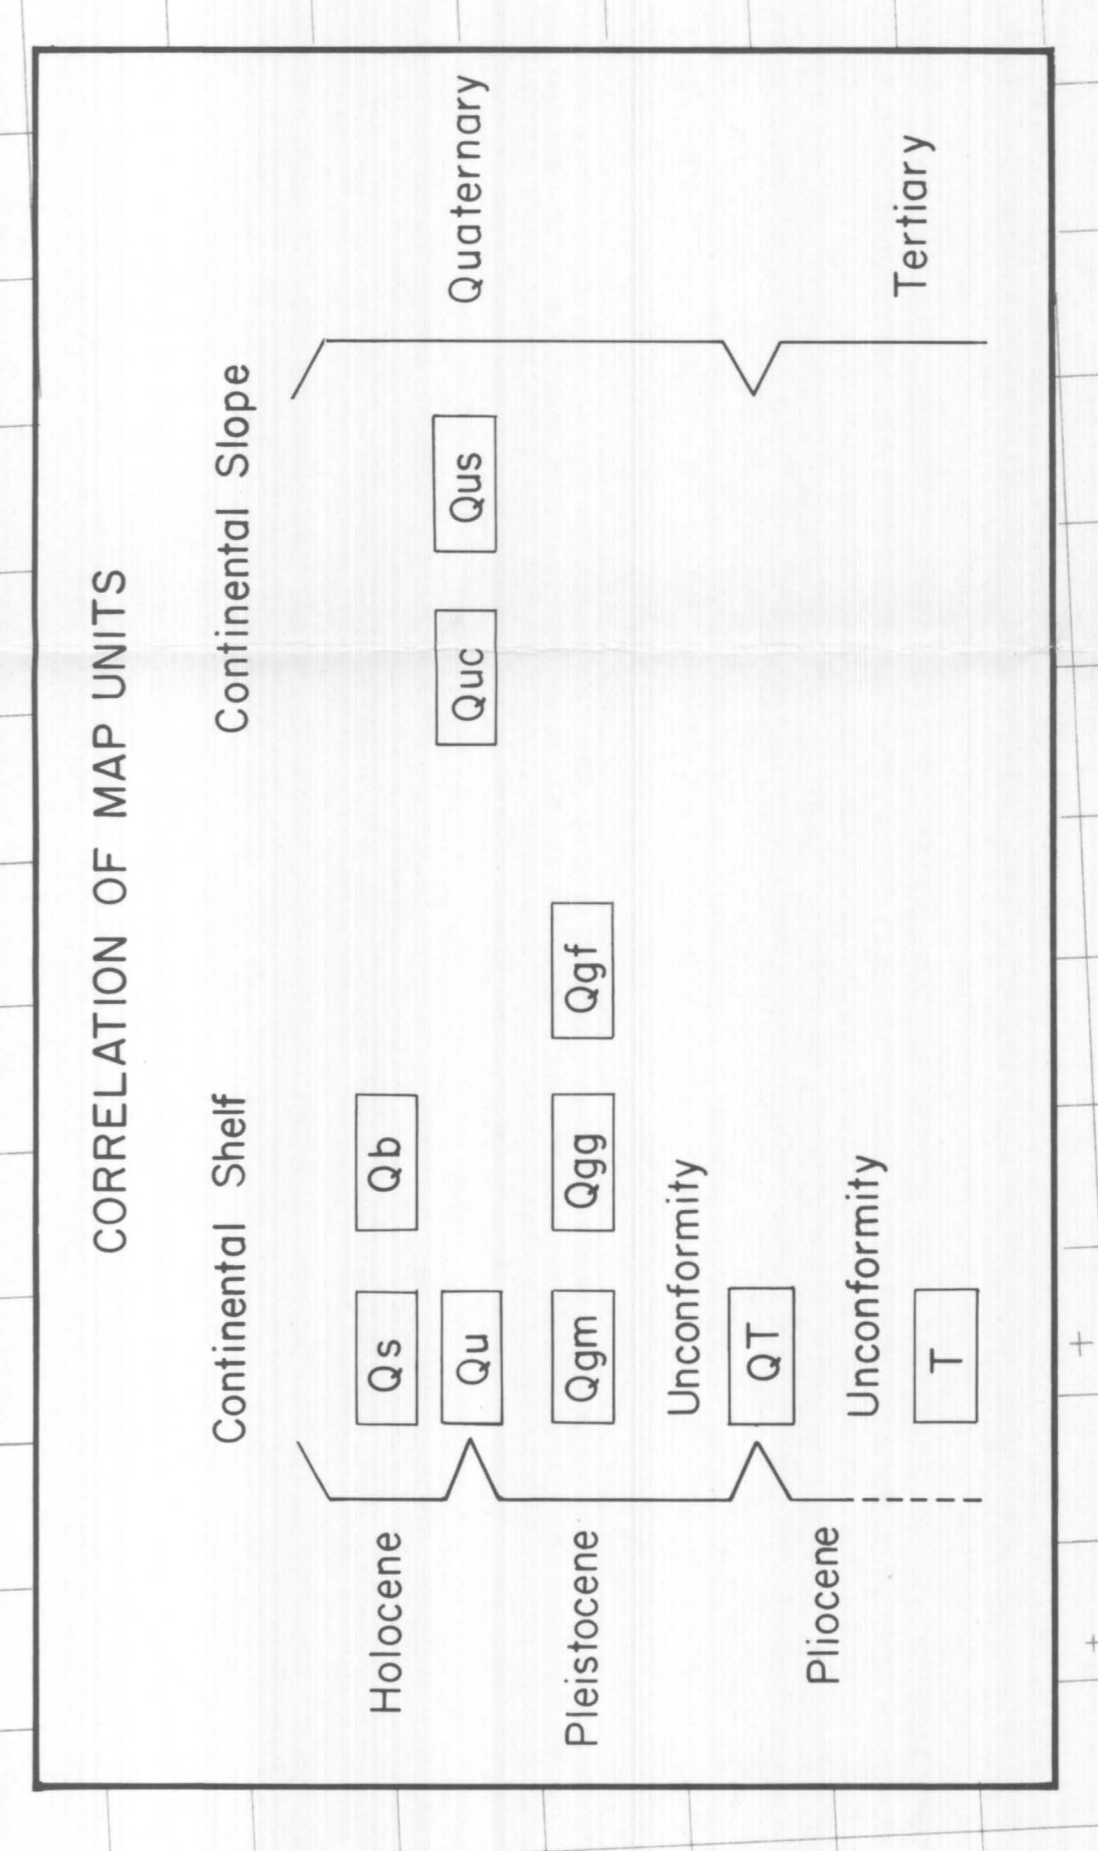 CORRELATION OF MAP UNITS
Continental Shelf
Continental Slope
Holocene
Qs
Qb
Qu
Quc
Qus
Quaternary
Pleistocene
Qgm
Qgg
Qgf
Unconformity
QT
Pliocene
Unconformity
T
Tertiary